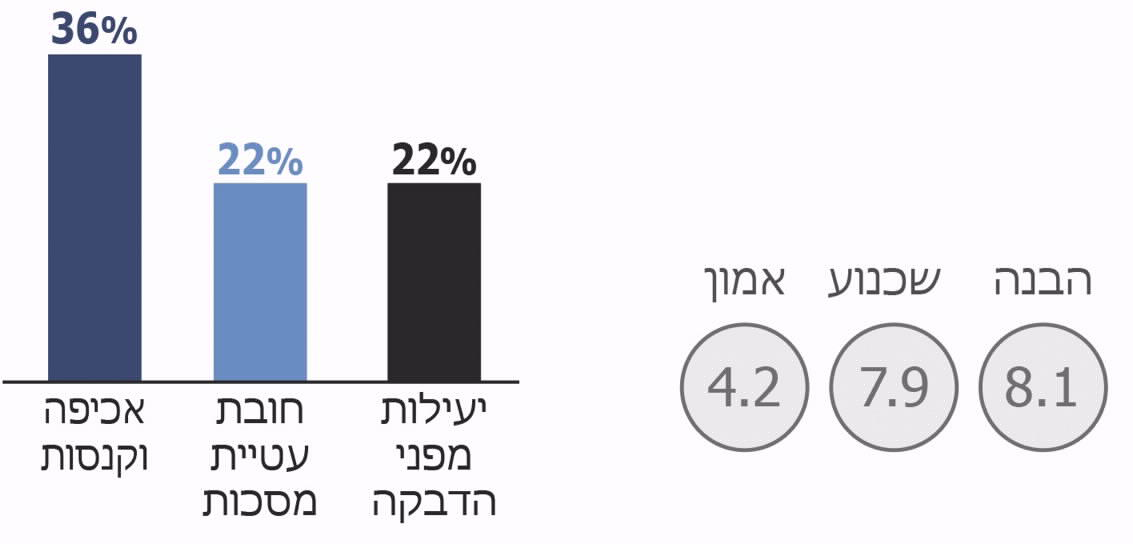 36%
22%
22%
אכיפה
וקנסות
חובת
עטיית
מסכות
יעילות
מפני
הדבקה
הבנה
שכנוע
אמון
8.1
7.9
4.2